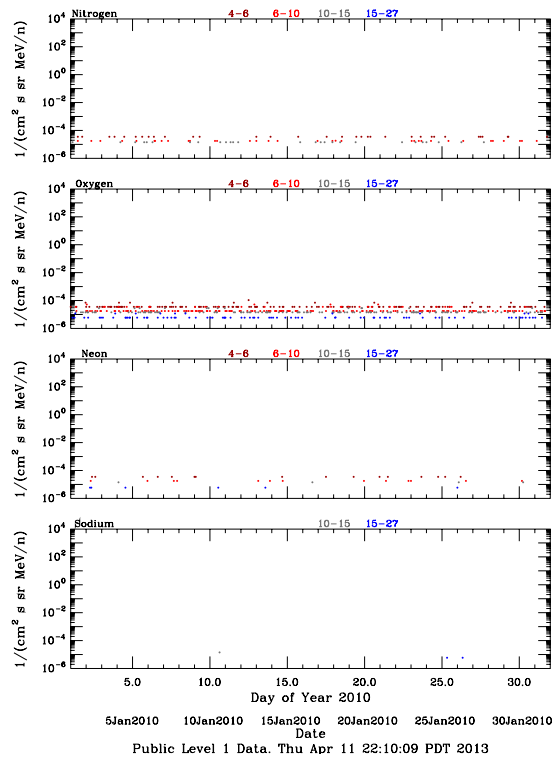 Nitrogen 4-6 6-10 10-15 15-27
10^4
10^2
10^0
10^-2
10^-4
10^-6
1/(cm^2 s sr MeV/n)
Oxygen 4-6 6-10 10-15 15-27
10^4
10^2
10^0
10^-2
10^-4
10^-6
1/(cm^2 s sr MeV/n)
Neon 4-6 6-10 10-15 15-27
10^4
10^2
10^0
10^-2
10^-4
10^-6
1/(cm^2 s sr MeV/n)
Sodium 10-15 15-27
10^4
10^2
10^0
10^-2
10^-4
10^-6
1/(cm^2 s sr MeV/n)
5.0 10.0 15.0 20.0 25.0 30.0
Day of Year 2010
5Jan2010 10Jan2010 15Jan2010 20Jan2010 25Jan2010 30Jan2010
Date
Public Level 1 Data. Thu Apr 11 22:10:09 PDT 2013